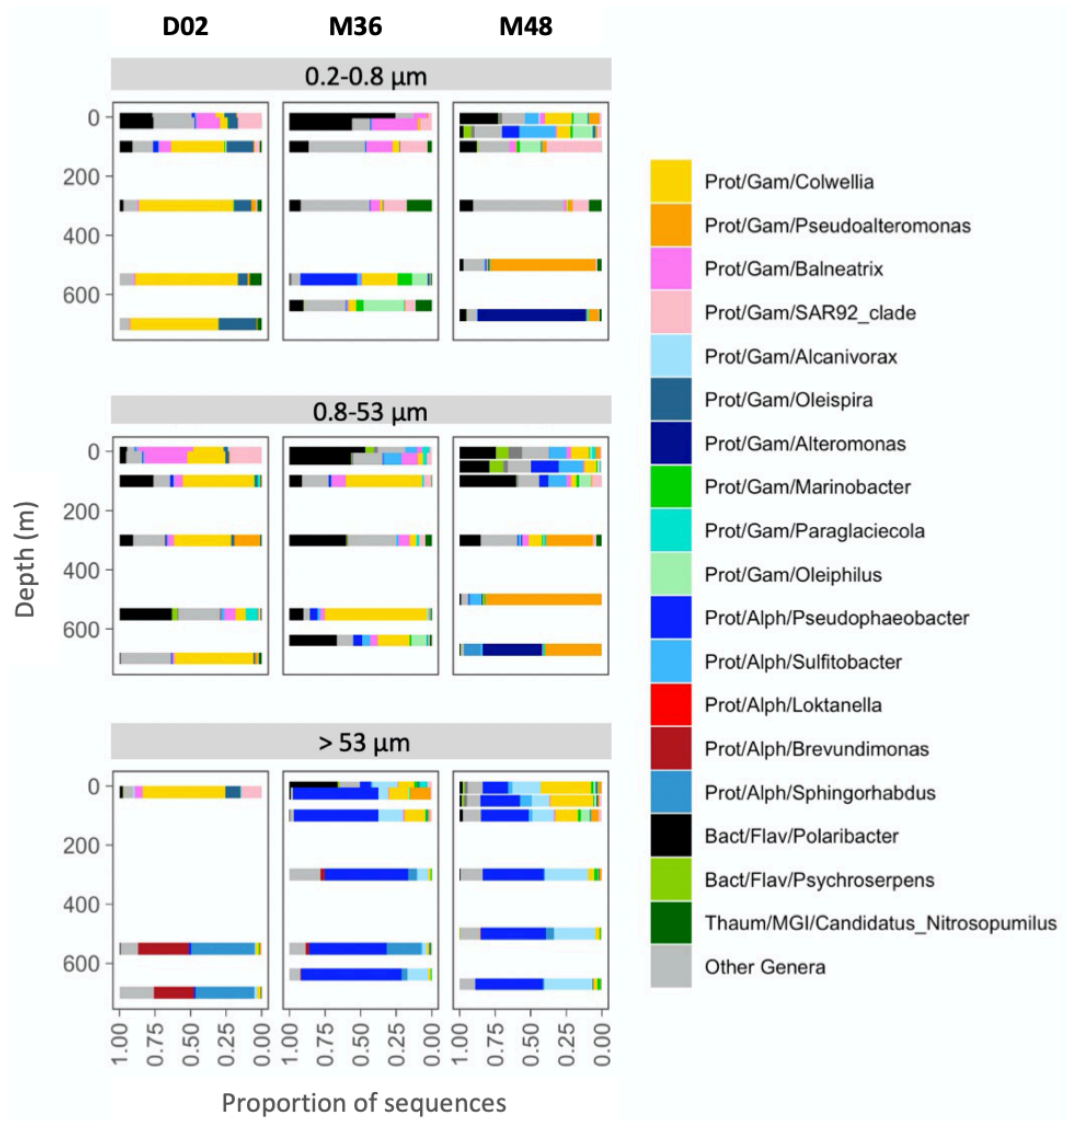 D02 M36 M48
0.2-0.8 µm
0
200
400
600
0.8-53 µm
0
200
400
600
> 53 µm
0
200
400
600
1.00 0.75 0.50 0.25 0.00 1.00 0.75 0.50 0.25 0.00 1.00 0.75 0.50 0.25 0.00
Depth (m)
Proportion of sequences
Prot/Gam/Colwellia
Prot/Gam/Pseudoalteromonas
Prot/Gam/Balneatrix
Prot/Gam/SAR92_clade
Prot/Gam/Alcanivorax
Prot/Gam/Oleispira
Prot/Gam/Alteromonas
Prot/Gam/Marinobacter
Prot/Gam/Paraglaciecola
Prot/Gam/Oleiphilus
Prot/Alph/Pseudophaeobacter
Prot/Alph/Sulfitobacter
Prot/Alph/Loktanella
Prot/Alph/Brevundimonas
Prot/Alph/Sphingorhabdus
Bact/Flav/Polaribacter
Bact/Flav/Psychroserpens
Thaum/MGI/Candidatus_Nitrosopumilus
Other Genera